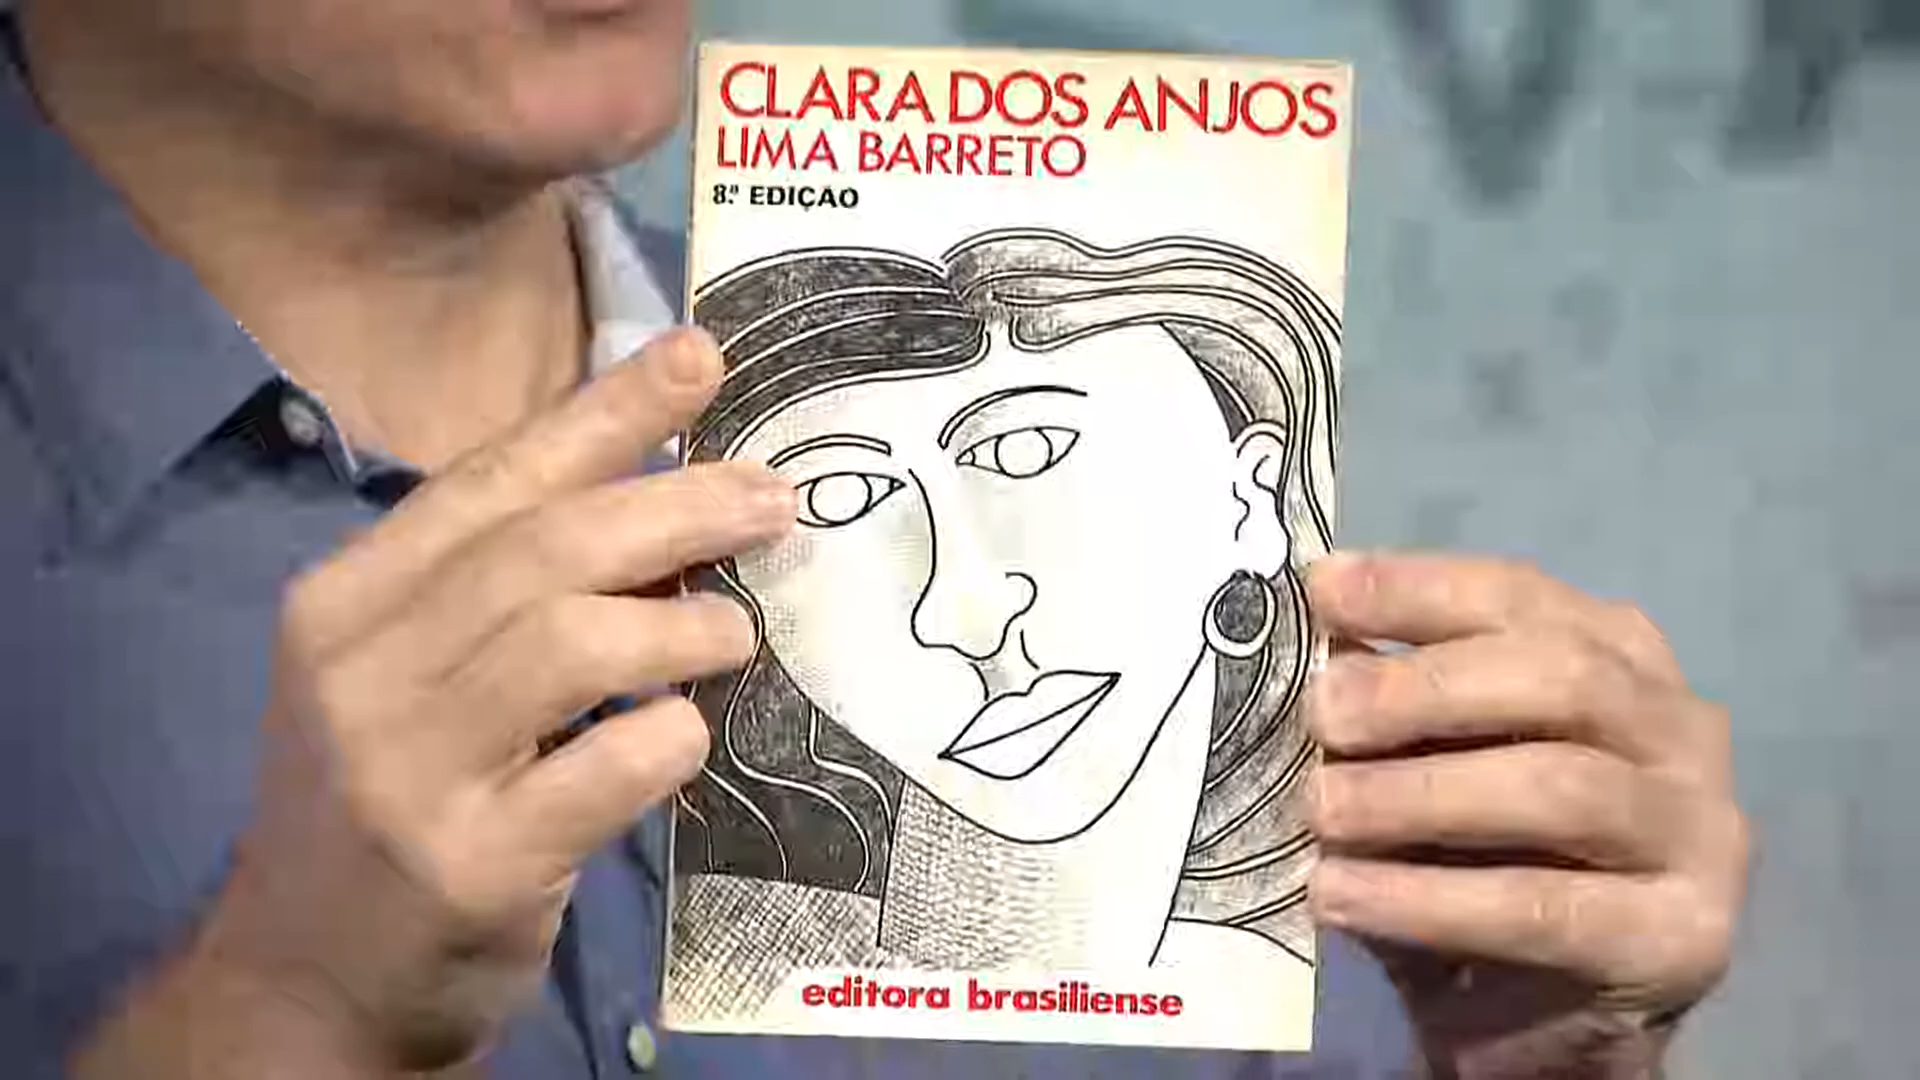 CLARA DOS ANJOS
LIMA BARRETO
8.ª EDIÇÃO
editora brasiliense